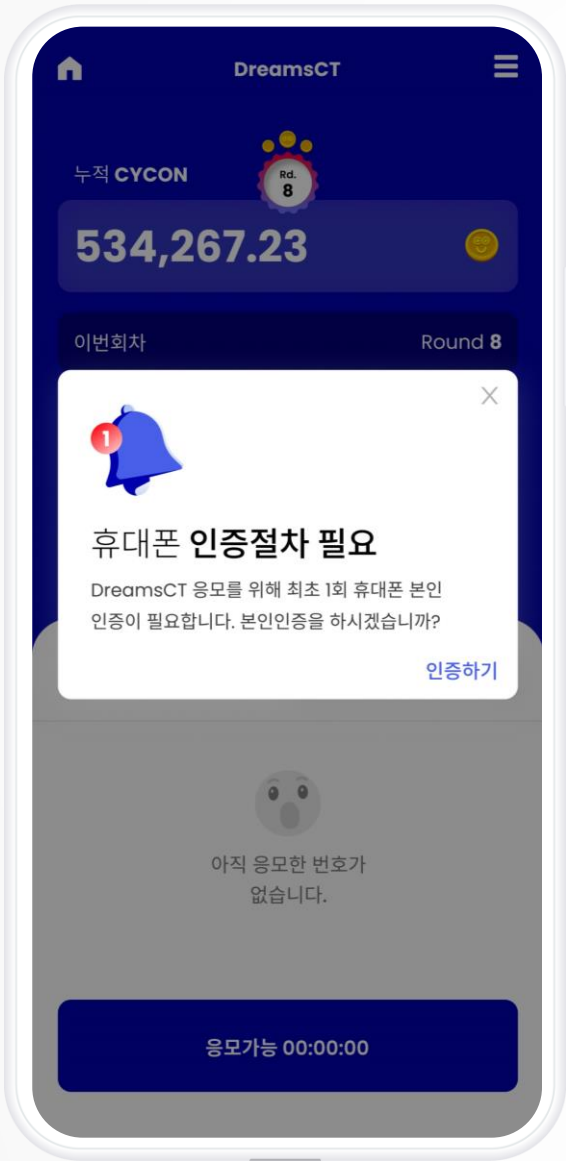 DreamsCT
누적 CYCON
Rd.
8
534,267.23
이번회차 Round 8
1
휴대폰 인증절차 필요
DreamsCT 응모를 위해 최초 1회 휴대폰 본인
인증이 필요합니다. 본인인증을 하시겠습니까?
인증하기
아직 응모한 번호가
없습니다.
응모가능 00:00:00